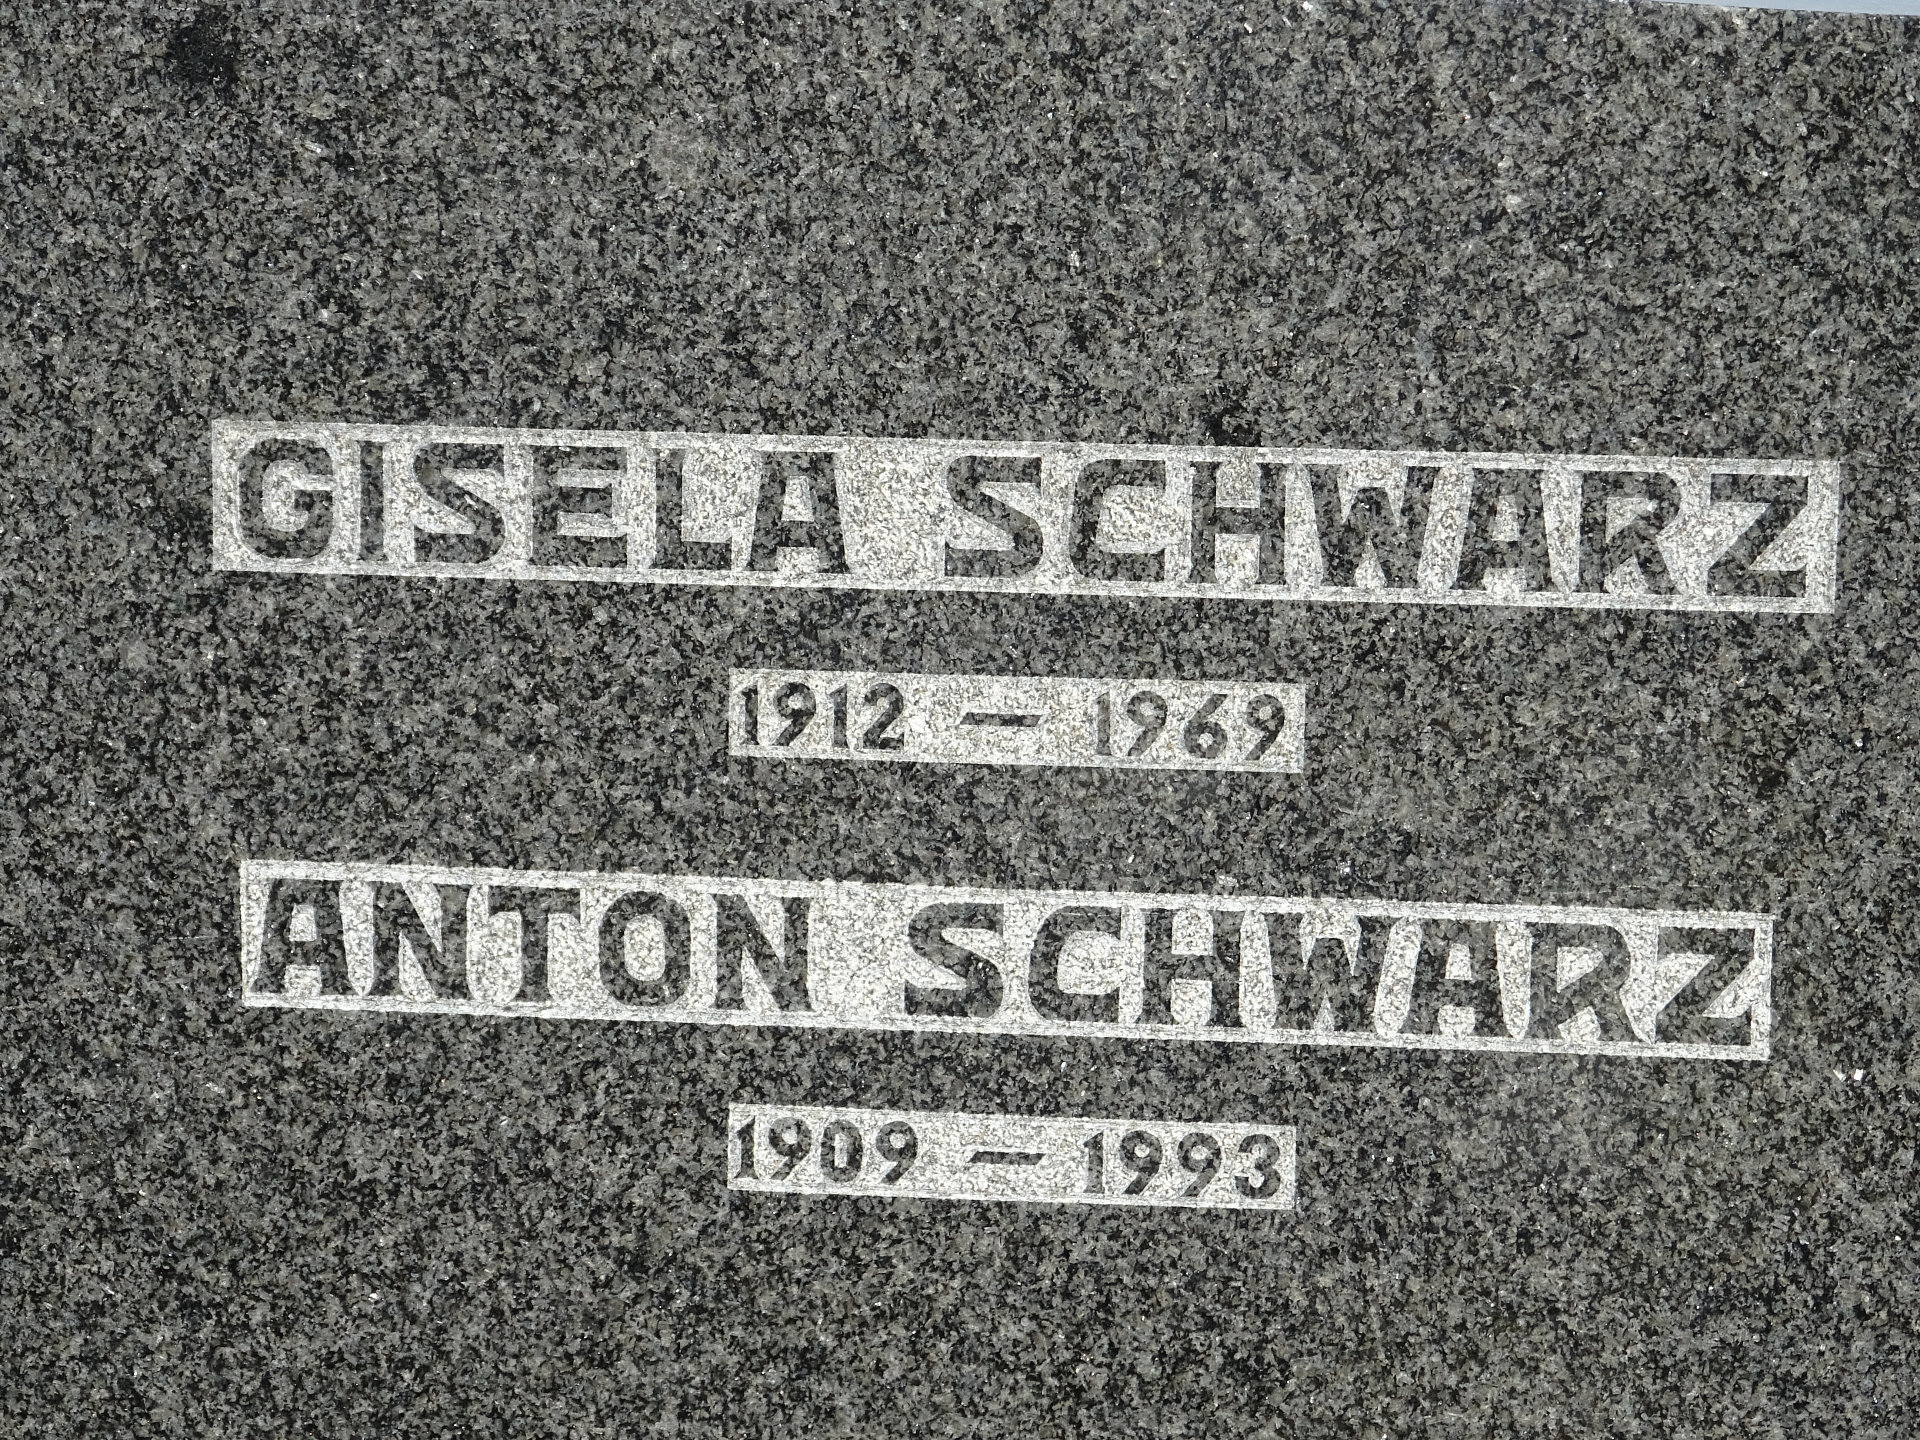 GISELA SCHWARZ
1912 — 1969
ANTON SCHWARZ
1909 — 1993